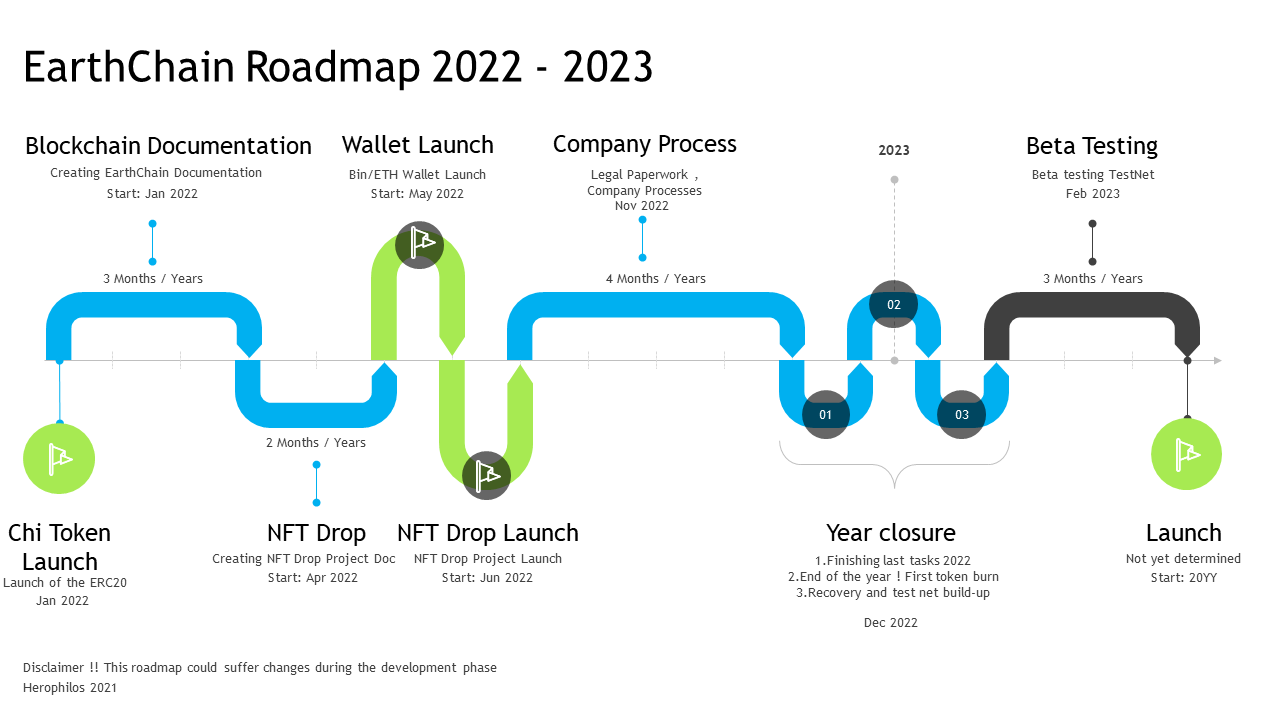 EarthChain Roadmap 2022 - 2023
Blockchain Documentation
Creating EarthChain Documentation
Start: Jan 2022
3 Months / Years
Wallet Launch
Bin/ETH Wallet Launch
Start: May 2022
Company Process
Legal Paperwork ,
Company Processes
Nov 2022
4 Months / Years
2023
02
Beta Testing
Beta testing TestNet
Feb 2023
3 Months / Years
01
03
2 Months / Years
Chi Token
Launch
Launch of the ERC20
Jan 2022
NFT Drop
Creating NFT Drop Project Doc
Start: Apr 2022
NFT Drop Launch
NFT Drop Project Launch
Start: Jun 2022
Year closure
1.Finishing last tasks 2022
2.End of the year ! First token burn
3.Recovery and test net build-up
Dec 2022
Launch
Not yet determined
Start: 20YY
Disclaimer !! This roadmap could suffer changes during the development phase
Herophilos 2021